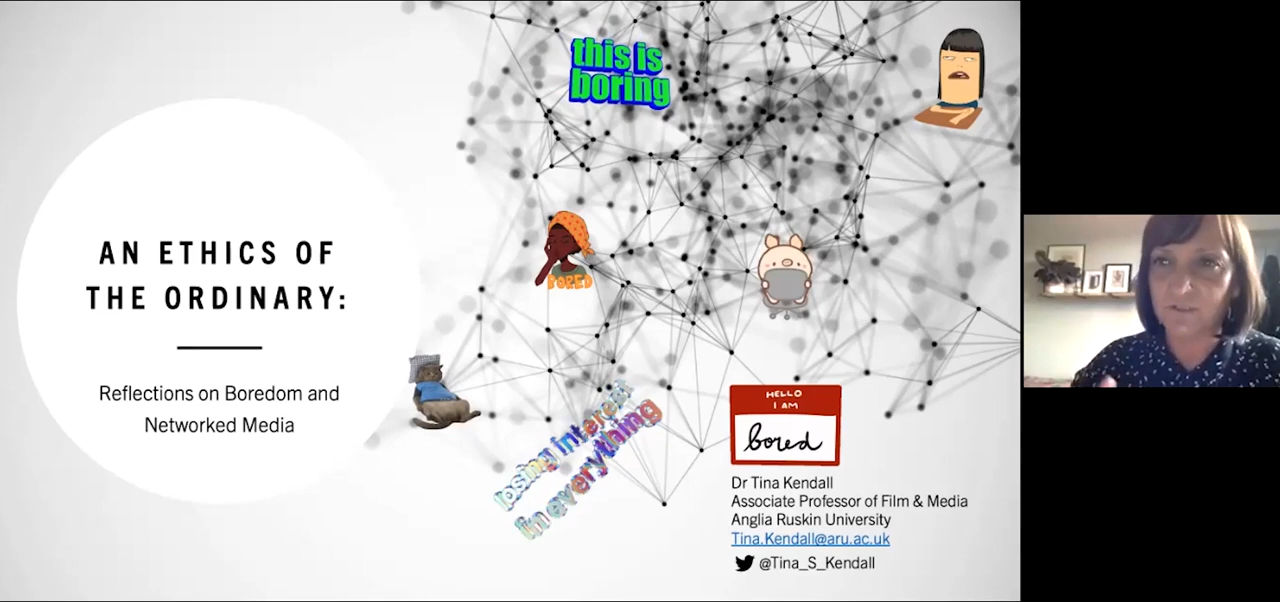 this is
boring
AN ETHICS OF
THE ORDINARY:
Reflections on Boredom and
Networked Media
BORED
losing interest
in everything
HELLO
I AM
bored
Dr Tina Kendall
Associate Professor of Film & Media
Anglia Ruskin University
Tina.Kendall@aru.ac.uk
@Tina_S_Kendall